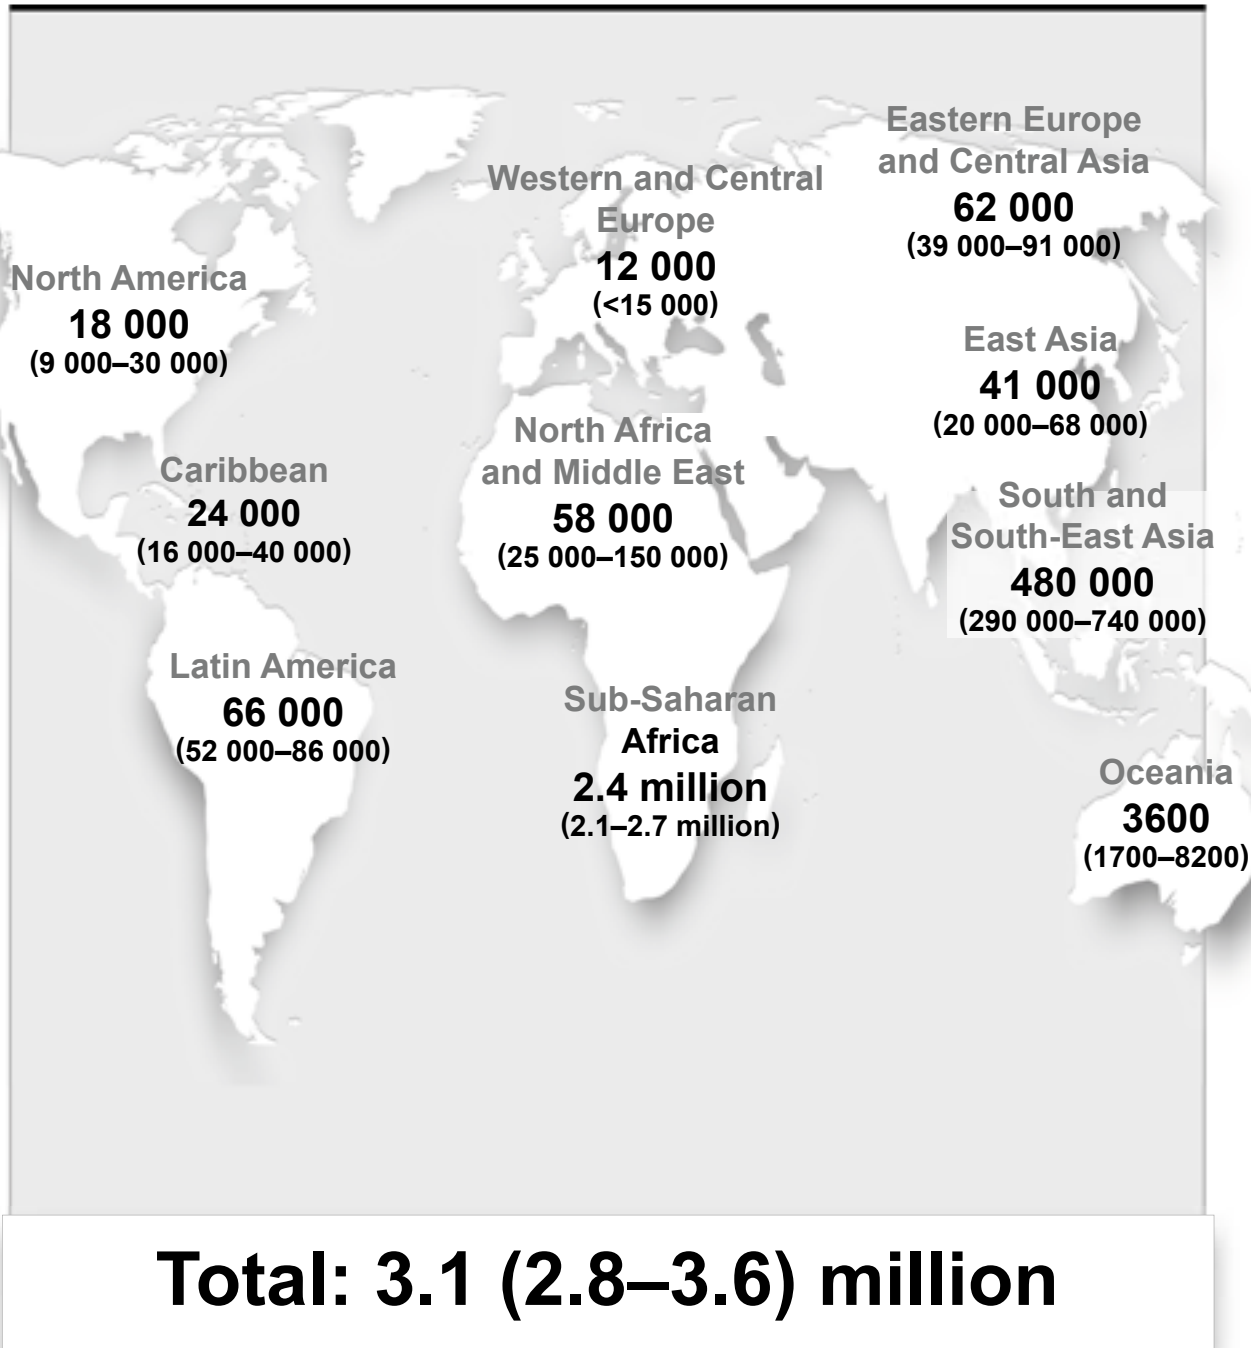 Eastern Europe
and Central Asia
62 000
(39 000–91 000)
Western and Central
Europe
12 000
(<15 000)
North America
18 000
(9 000–30 000)
East Asia
41 000
(20 000–68 000)
North Africa
and Middle East
58 000
(25 000–150 000)
Caribbean
24 000
(16 000–40 000)
South and
South-East Asia
480 000
(290 000–740 000)
Latin America
66 000
(52 000–86 000)
Sub-Saharan
Africa
2.4 million
(2.1–2.7 million)
Oceania
3600
(1700–8200)
Total: 3.1 (2.8–3.6) million